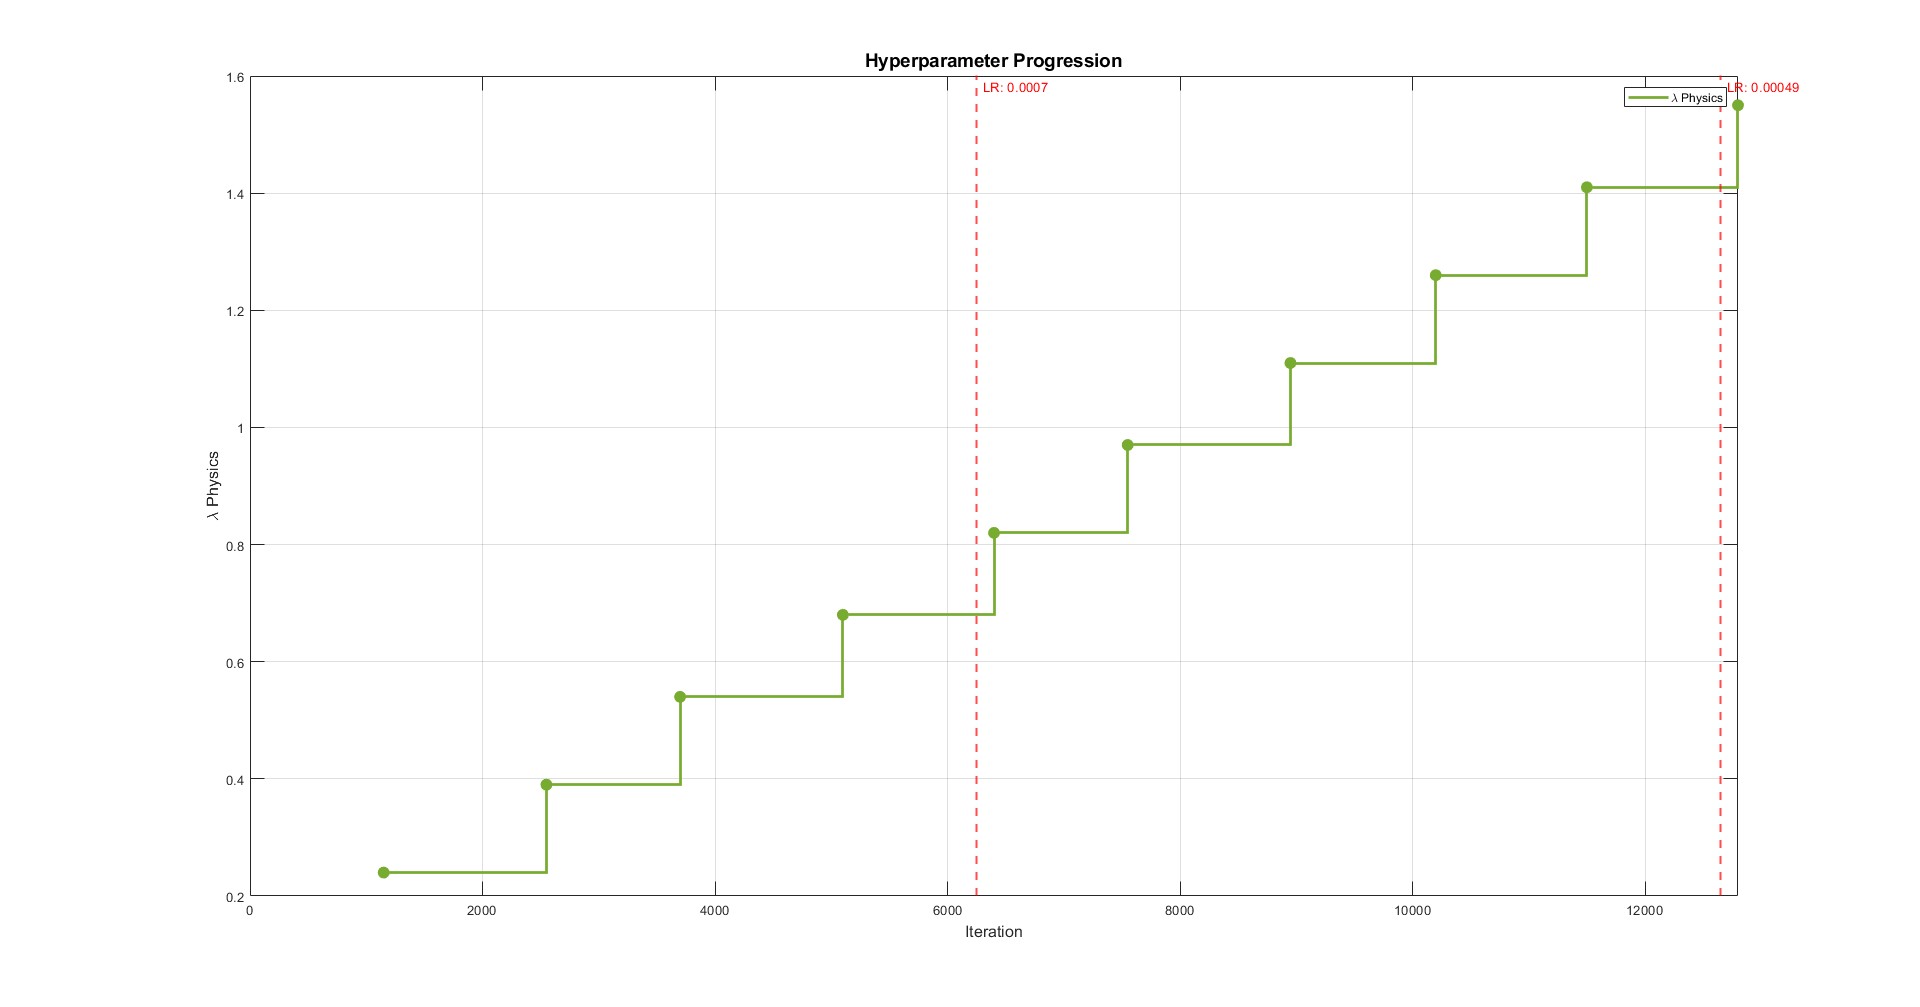 Hyperparameter Progression
1.6
LR: 0.0007
LR: 0.00049
λ Physics
1.4
1.2
1
0.8
0.6
0.4
0.2
λ Physics
0
2000
4000
6000
8000
10000
12000
Iteration